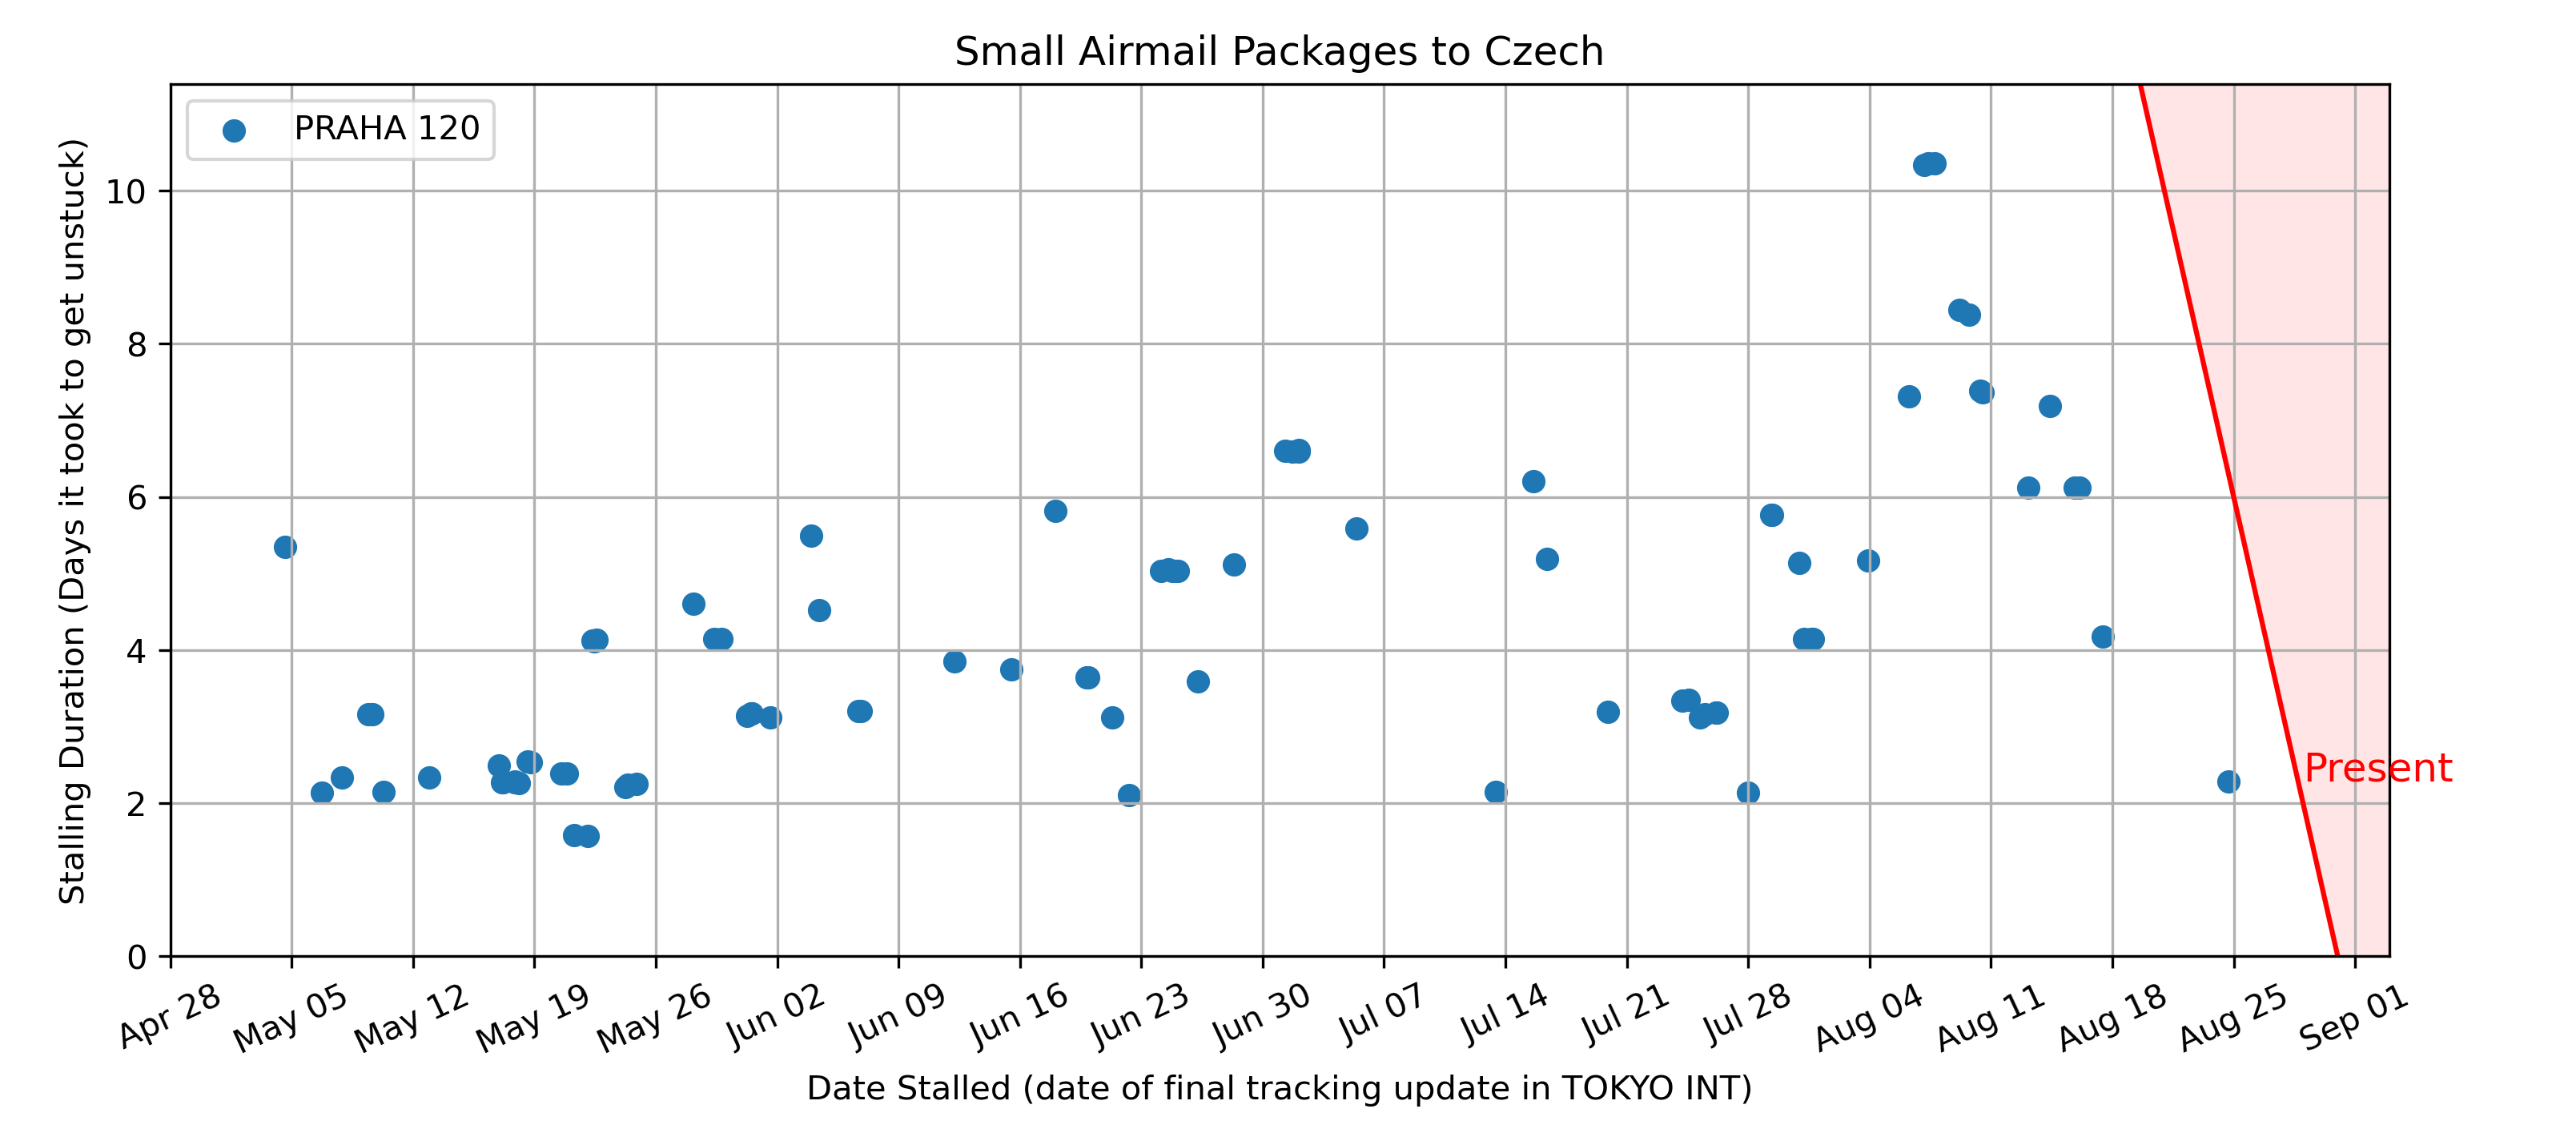 Small Airmail Packages to Czech
PRAHA 120
Stalling Duration (Days it took to get unstuck)
10
8
6
4
2
0
Present
Apr 28
May 05
May 12
May 19
May 26
Jun 02
Jun 09
Jun 16
Jun 23
Jun 30
Jul 07
Jul 14
Jul 21
Jul 28
Aug 04
Aug 11
Aug 18
Aug 25
Sep 01
Date Stalled (date of final tracking update in TOKYO INT)